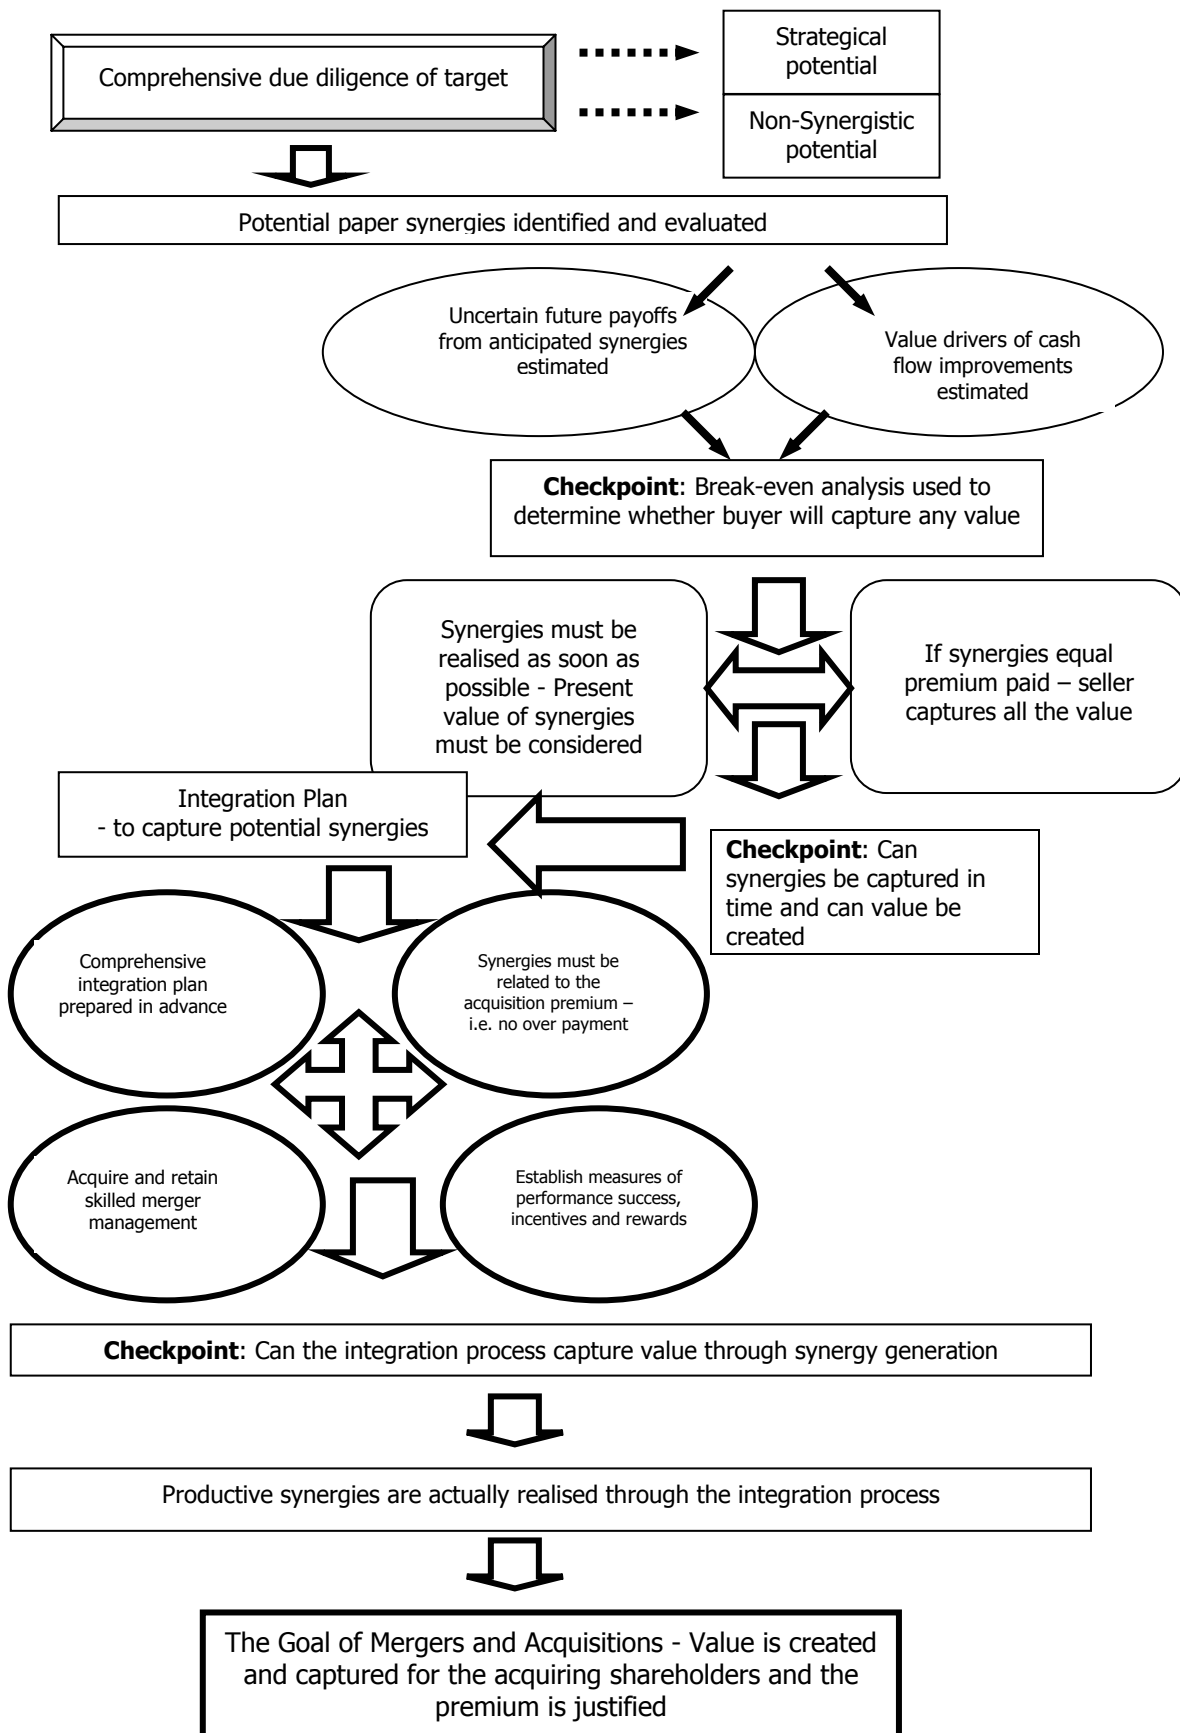 Comprehensive due diligence of target
Strategical
potential
Non-Synergistic
potential
Potential paper synergies identified and evaluated
Uncertain future payoffs
from anticipated synergies
estimated
Value drivers of cash
flow improvements
estimated
Checkpoint: Break-even analysis used to
determine whether buyer will capture any value
Synergies must be
realised as soon as
possible - Present
value of synergies
must be considered
If synergies equal
premium paid – seller
captures all the value
Integration Plan
- to capture potential synergies
Checkpoint: Can
synergies be captured in
time and can value be
created
Comprehensive
integration plan
prepared in advance
Synergies must be
related to the
acquisition premium –
i.e. no over payment
Acquire and retain
skilled merger
management
Establish measures of
performance success,
incentives and rewards
Checkpoint: Can the integration process capture value through synergy generation
Productive synergies are actually realised through the integration process
The Goal of Mergers and Acquisitions - Value is created
and captured for the acquiring shareholders and the
premium is justified